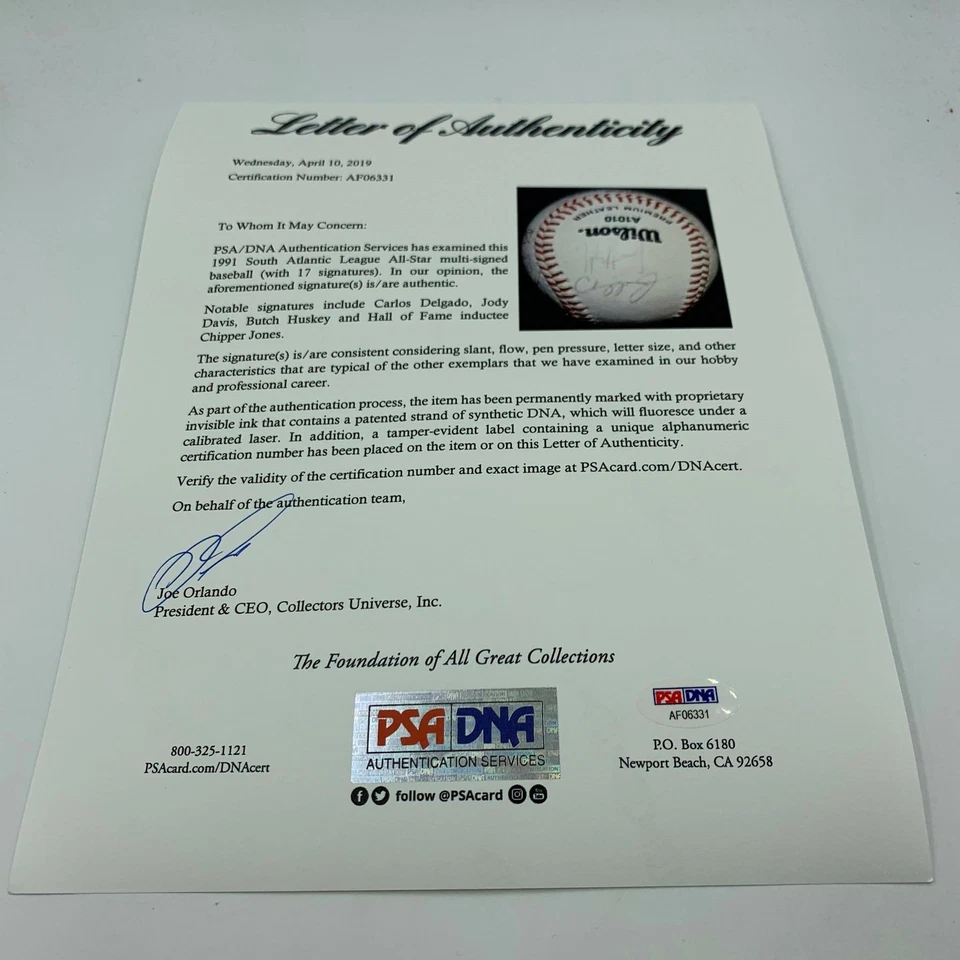 Letter of Authenticity
Wednesday, April 10, 2019
Certification Number: AF06331
To Whom It May Concern:
PSA/DNA Authentication Services has examined this
1991 South Atlantic League All-Star multi-signed
baseball (with 17 signatures). In our opinion, the
aforementioned signature(s) is/are authentic.
Notable signatures include Carlos Delgado, Jody
Davis, Butch Huskey and Hall of Fame inductee
Chipper Jones.
Wilson.
A1010
PREMIUM LEATHER
The signature(s) is/are consistent considering slant, flow, pen pressure, letter size, and other
characteristics that are typical of the other exemplars that we have examined in our hobby
and professional career.
As part of the authentication process, the item has been permanently marked with proprietary
invisible ink that contains a patented strand of synthetic DNA, which will fluoresce under a
calibrated laser. In addition, a tamper-evident label containing a unique alphanumeric
certification number has been placed on the item or on this Letter of Authenticity.
Verify the validity of the certification number and exact image at PSAcard.com/DNAcert.
On behalf of the authentication team,
Joe Orlando
President & CEO, Collectors Universe, Inc.
The Foundation of All Great Collections
PSA DNA
AUTHENTICATION SERVICES
PSA DNA
AF06331
800-325-1121
PSAcard.com/DNAcert
P.O. Box 6180
Newport Beach, CA 92658
follow @PSAcard